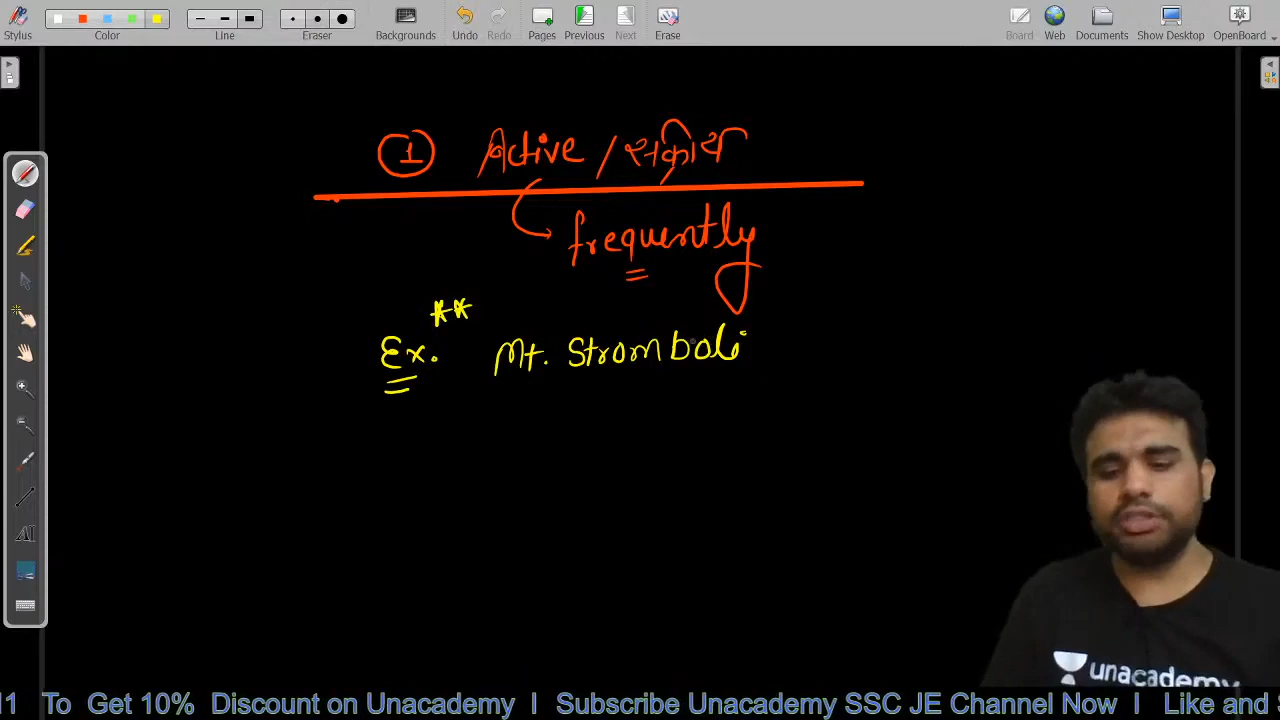 Stylus Color Line Eraser Backgrounds Undo Redo Pages Previous Next Erase Board Web Documents Show Desktop OpenBoard
1 Active / सक्रीय
frequently
Ex.** Mt. Stromboli
unacademy
11 To Get 10% Discount on Unacademy I Subscribe Unacademy SSC JE Channel Now I Like and